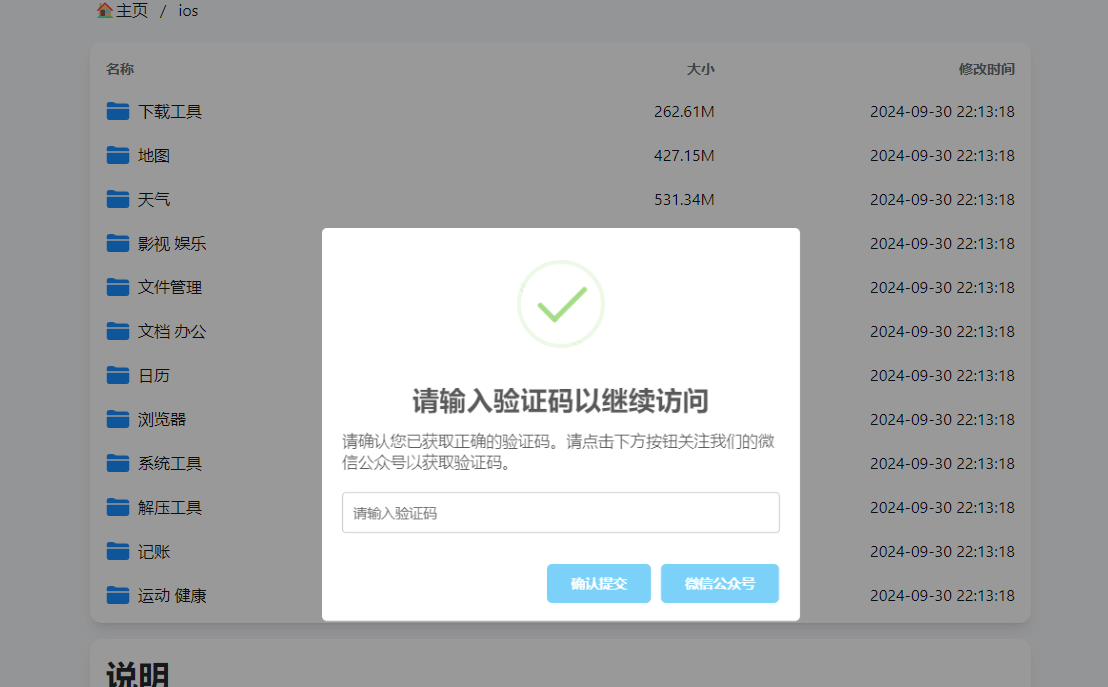 主页 / ios
名称 大小 修改时间
下载工具 262.61M 2024-09-30 22:13:18
地图 427.15M 2024-09-30 22:13:18
天气 531.34M 2024-09-30 22:13:18
影视 娱乐 2024-09-30 22:13:18
文件管理 2024-09-30 22:13:18
文档 办公 2024-09-30 22:13:18
日历 2024-09-30 22:13:18
浏览器 2024-09-30 22:13:18
系统工具 2024-09-30 22:13:18
解压工具 2024-09-30 22:13:18
记账 2024-09-30 22:13:18
运动 健康 2024-09-30 22:13:18
请输入验证码以继续访问
请确认您已获取正确的验证码。请点击下方按钮关注我们的微
信公众号以获取验证码。
请输入验证码
确认提交 微信公众号
说明